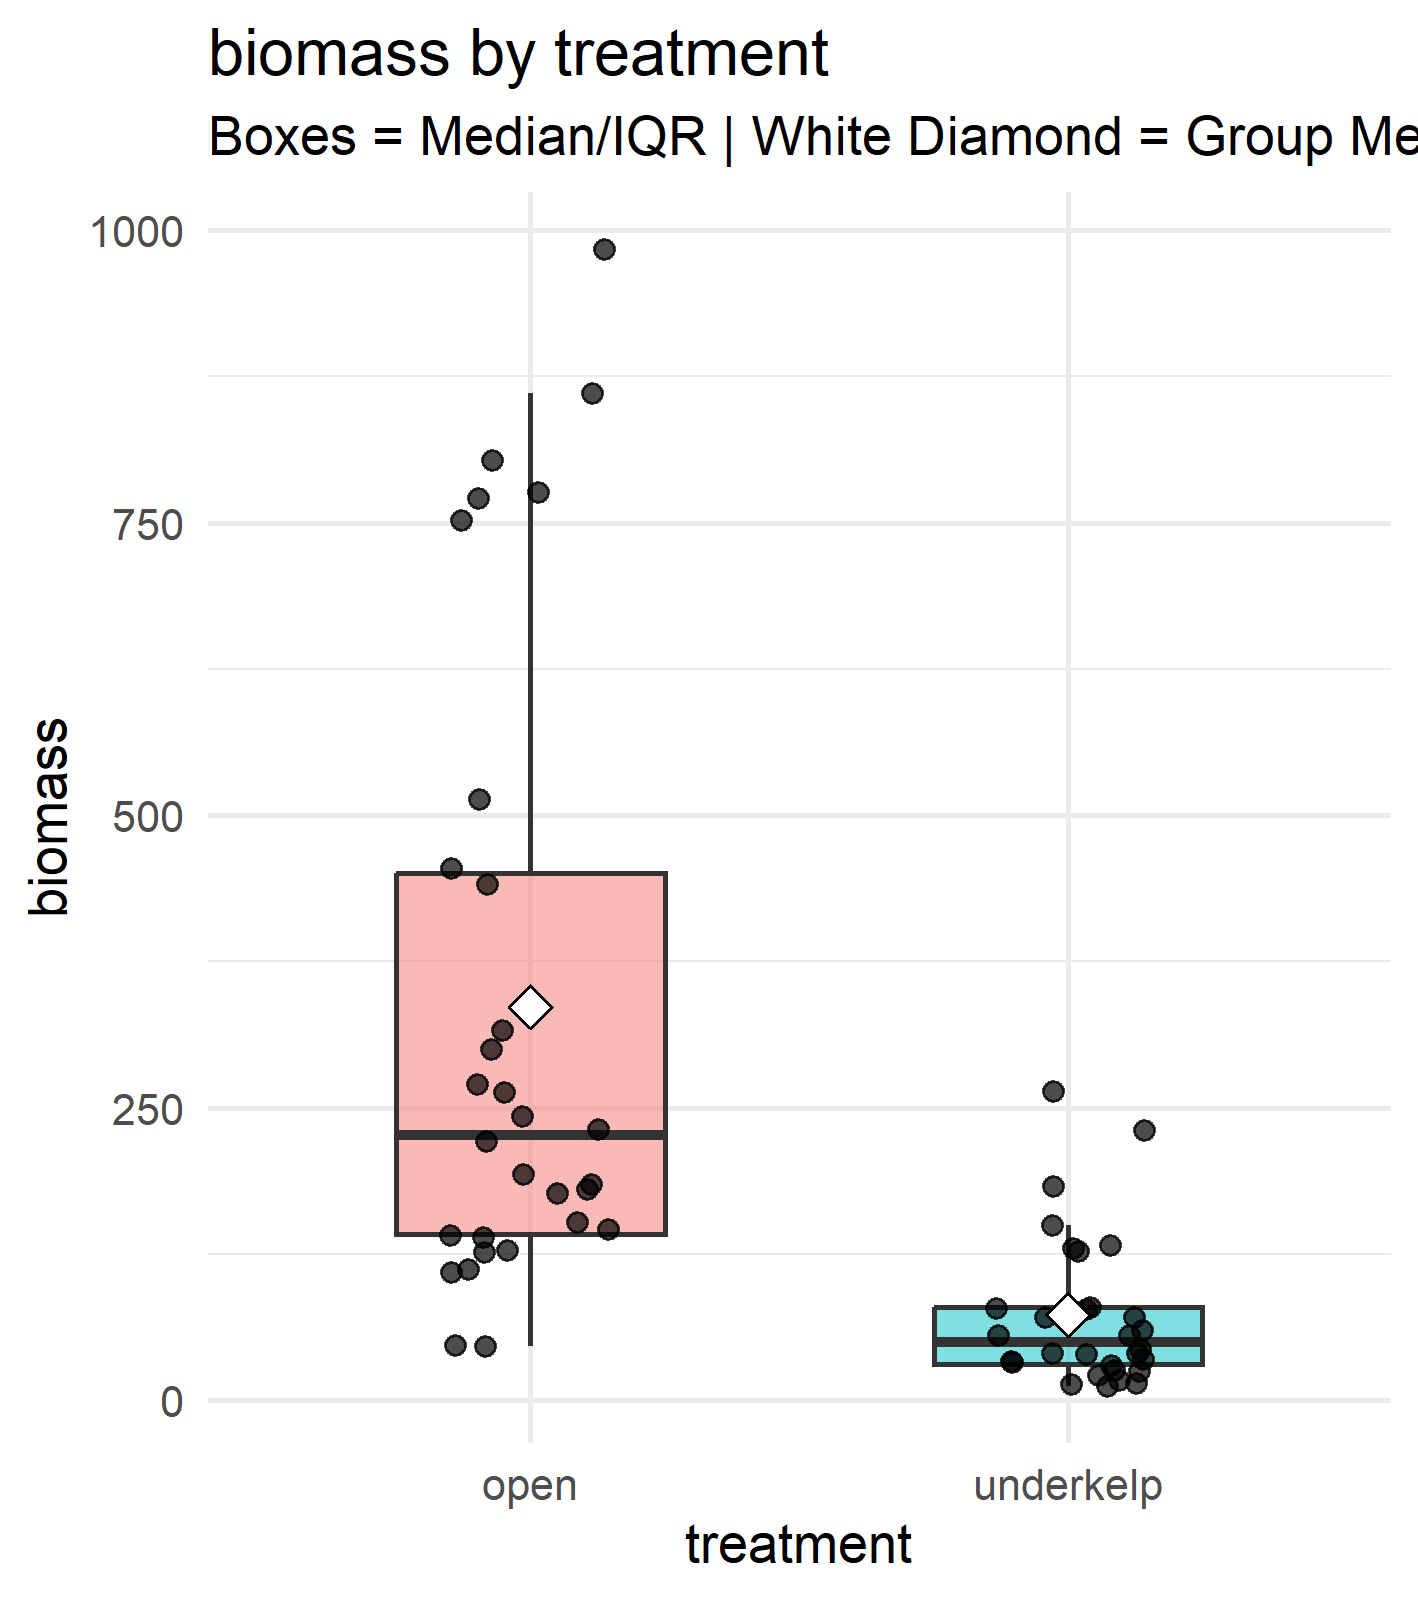 biomass by treatment
Boxes = Median/IQR | White Diamond = Group Me
1000
750
500
250
0
biomass
open
underkelp
treatment